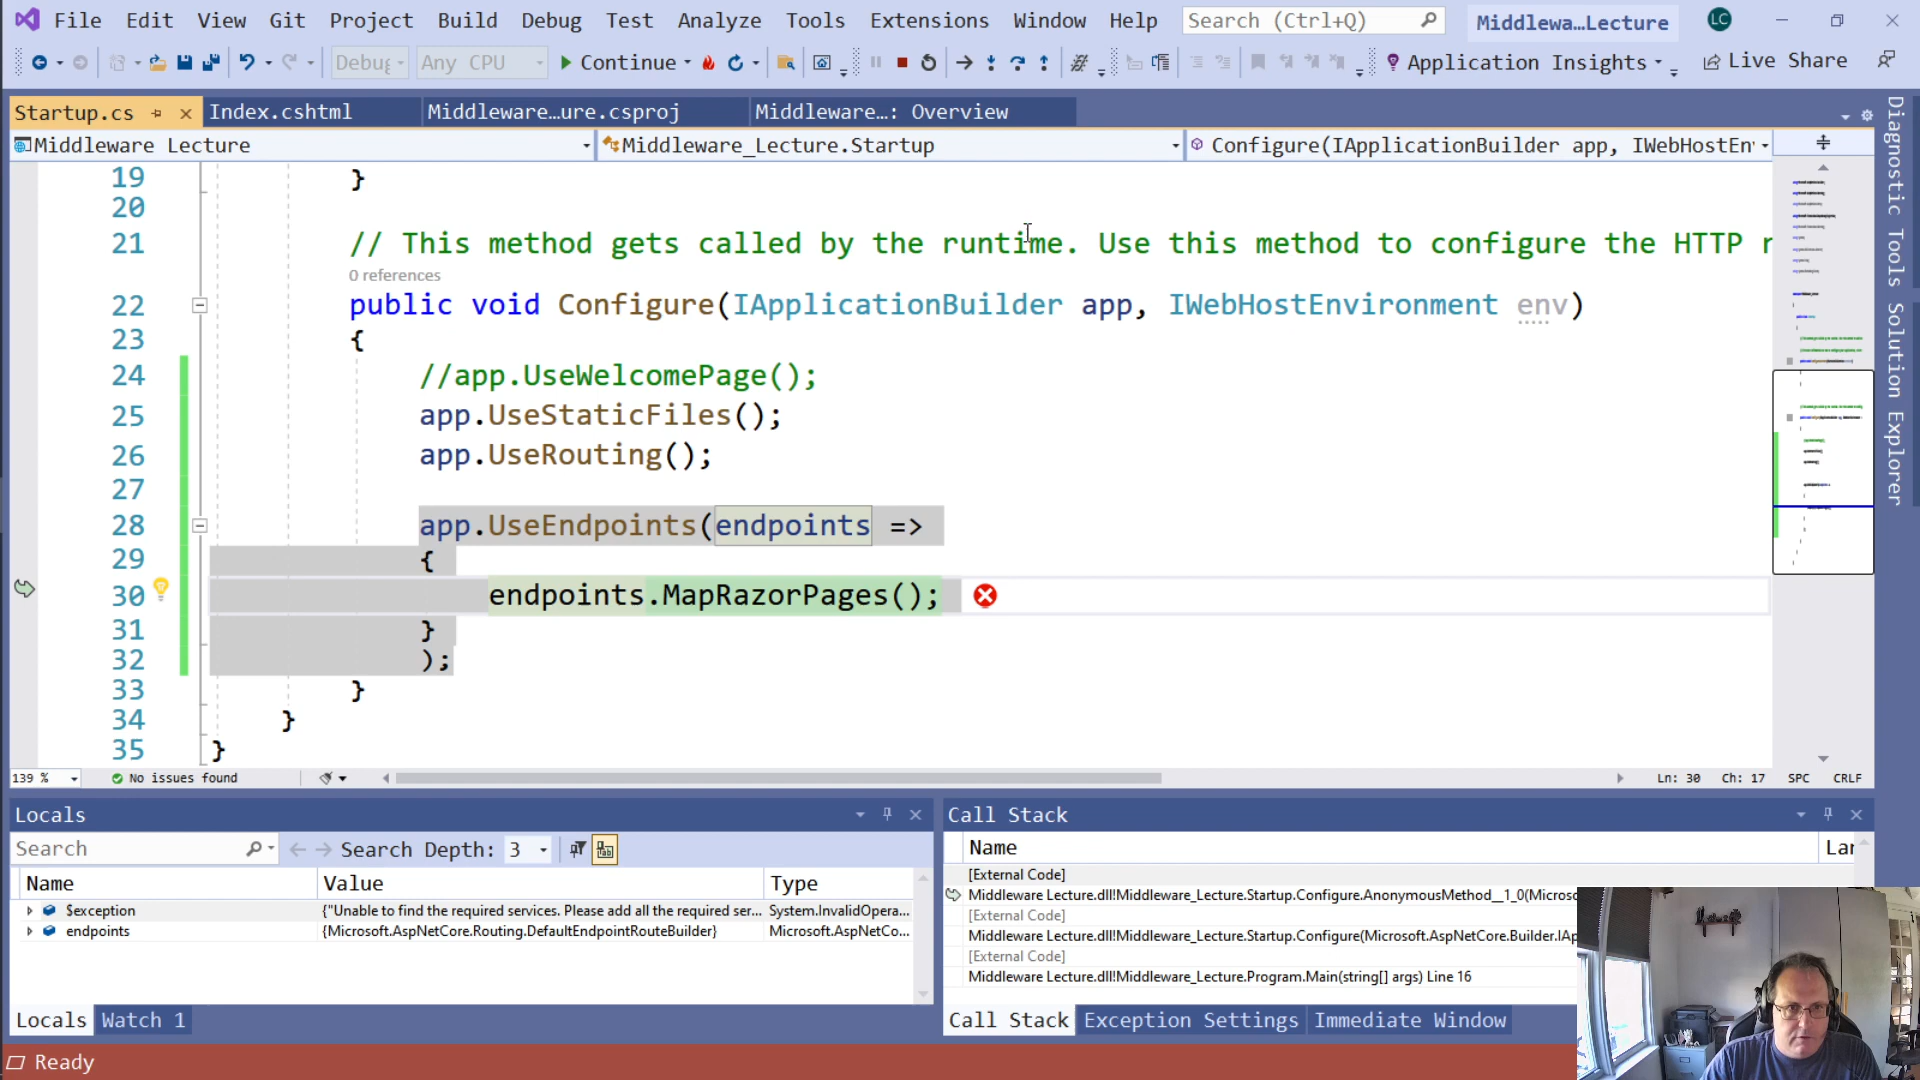 File Edit View Git Project Build Debug Test Analyze Tools Extensions Window Help Search (Ctrl+Q) Middlewa…Lecture LC
Debug Any CPU Continue Application Insights Live Share
Startup.cs Index.cshtml Middleware…ure.csproj Middleware…: Overview
Middleware Lecture Middleware_Lecture.Startup Configure(IApplicationBuilder app, IWebHostEn
19 }
20
21 // This method gets called by the runtime. Use this method to configure the HTTP r
0 references
22 public void Configure(IApplicationBuilder app, IWebHostEnvironment env)
23 {
24 //app.UseWelcomePage();
25 app.UseStaticFiles();
26 app.UseRouting();
27
28 app.UseEndpoints(endpoints =>
29 {
30 endpoints.MapRazorPages();
31 }
32 );
33 }
34 }
35 }
139 % No issues found Ln: 30 Ch: 17 SPC CRLF
Diagnostic Tools
Solution Explorer
Locals
Search Search Depth: 3
Name Value Type
$exception {"Unable to find the required services. Please add all the required ser... System.InvalidOpera...
endpoints {Microsoft.AspNetCore.Routing.DefaultEndpointRouteBuilder} Microsoft.AspNetCo...
Locals Watch 1
Call Stack
Name Lar
[External Code]
Middleware Lecture.dll!Middleware_Lecture.Startup.Configure.AnonymousMethod__1_0(Micros
[External Code]
Middleware Lecture.dll!Middleware_Lecture.Startup.Configure(Microsoft.AspNetCore.Builder.IAp
[External Code]
Middleware Lecture.dll!Middleware_Lecture.Program.Main(string[] args) Line 16
Call Stack Exception Settings Immediate Window
Ready